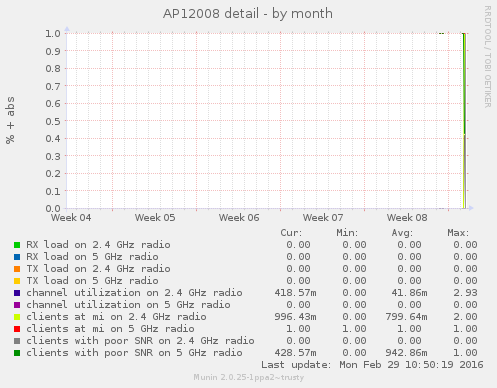 AP12008 detail - by month
RRDTOOL / TOBI OETIKER
% + abs
1.0
0.9
0.8
0.7
0.6
0.5
0.4
0.3
0.2
0.1
0.0
Week 04 Week 05 Week 06 Week 07 Week 08
Cur: Min: Avg: Max:
RX load on 2.4 GHz radio 0.00 0.00 0.00 0.00
RX load on 5 GHz radio 0.00 0.00 0.00 0.00
TX load on 2.4 GHz radio 0.00 0.00 0.00 0.00
TX load on 5 GHz radio 0.00 0.00 0.00 0.00
channel utilization on 2.4 GHz radio 418.57m 0.00 41.86m 2.93
channel utilization on 5 GHz radio 0.00 0.00 0.00 0.00
clients at mi on 2.4 GHz radio 996.43m 0.00 799.64m 2.00
clients at mi on 5 GHz radio 1.00 1.00 1.00 1.00
clients with poor SNR on 2.4 GHz radio 0.00 0.00 0.00 0.00
clients with poor SNR on 5 GHz radio 428.57m 0.00 942.86m 1.00
Last update: Mon Feb 29 10:50:19 2016
Munin 2.0.25-1ppa2~trusty